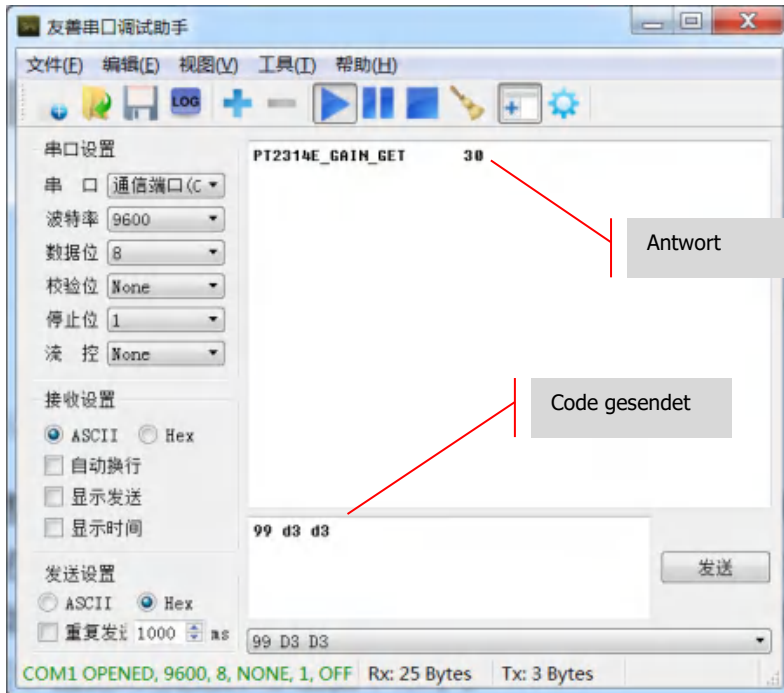 友善串口调试助手
文件(F) 编辑(E) 视图(V) 工具(T) 帮助(H)
LOG
串口设置
串 口 通信端口(C
波特率 9600
数据位 8
校验位 None
停止位 1
流 控 None
接收设置
ASCII Hex
自动换行
显示发送
显示时间
发送设置
ASCII Hex
重复发 1000 ms
PT2314E_GAIN_GET 30
Antwort
Code gesendet
99 d3 d3
发送
99 D3 D3
COM1 OPENED, 9600, 8, NONE, 1, OFF Rx: 25 Bytes Tx: 3 Bytes